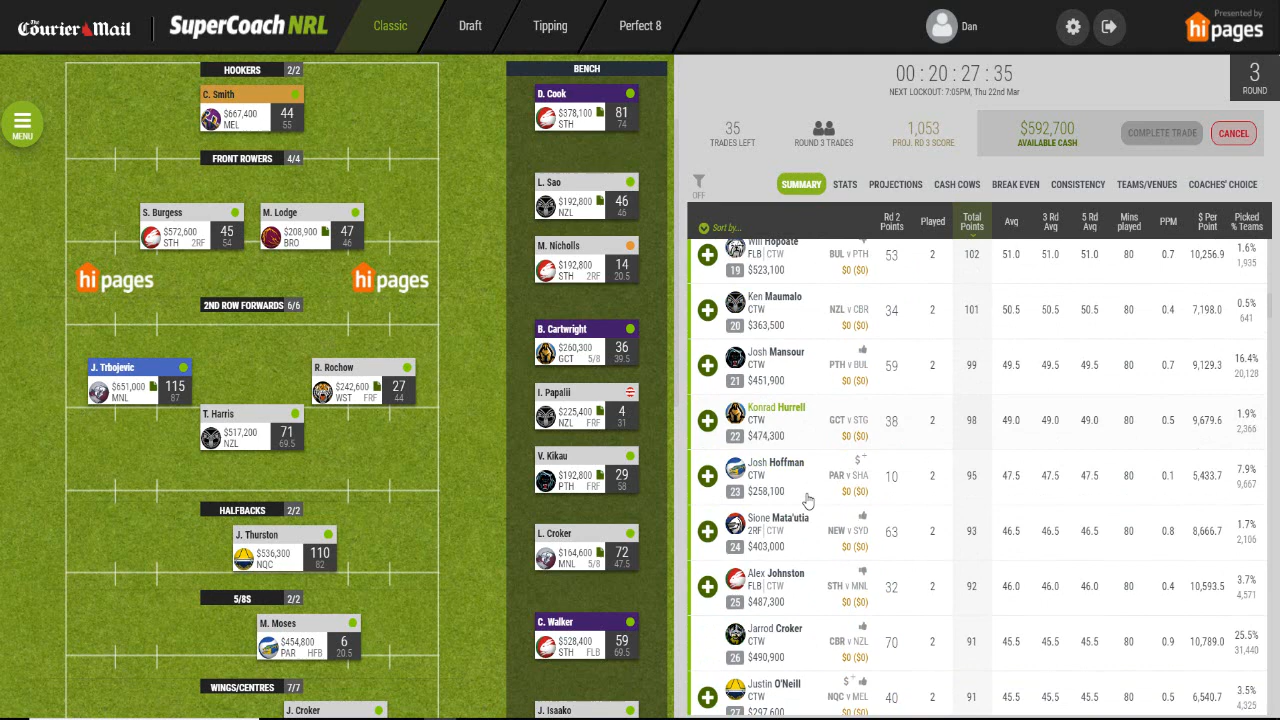 The Courier Mail
SuperCoach NRL
Classic
Draft
Tipping
Perfect 8
Dan
Presented by
hi pages
MENU
HOOKERS 2/2
C. Smith
$667,400
MEL
44
55
FRONT ROWERS 4/4
S. Burgess
$572,600
STH 2RF
45
54
M. Lodge
$208,900
BRO
47
46
hi pages
hi pages
2ND ROW FORWARDS 6/6
J. Trbojevic
$651,000
MNL
115
87
R. Rochow
$242,600
WST FRF
27
44
T. Harris
$517,200
NZL
71
69.5
HALFBACKS 2/2
J. Thurston
$536,300
NQC
110
82
5/8S 2/2
M. Moses
$454,800
PAR HFB
6
20.5
WINGS/CENTRES 7/7
J. Croker
BENCH
D. Cook
$378,100
STH
81
74
L. Sao
$192,800
NZL
46
46
M. Nicholls
$192,800
STH 2RF
14
20.5
B. Cartwright
$260,300
GCT 5/8
36
39.5
I. Papalii
$225,400
NZL FRF
4
31
V. Kikau
$192,800
PTH FRF
29
58
L. Croker
$164,600
MNL 5/8
72
47.5
C. Walker
$528,400
STH FLB
59
69.5
J. Isaako
00 : 20 : 27 : 35
NEXT LOCKOUT: 7:05PM, Thu 22nd Mar
3
ROUND
35
TRADES LEFT
ROUND 3 TRADES
1,053
PROJ. RD 3 SCORE
$592,700
AVAILABLE CASH
COMPLETE TRADE
CANCEL
OFF
SUMMARY STATS PROJECTIONS CASH COWS BREAK EVEN CONSISTENCY TEAMS/VENUES COACHES' CHOICE
Sort by...
Rd 2 Points
Played
Total Points
Avg
3 Rd Avg
5 Rd Avg
Mins played
PPM
$ Per Point
Picked % Teams
Will Hopoate
FLB | CTW BUL v PTH
19 $523,100 $0 ($0)
53 2 102 51.0 51.0 51.0 80 0.7 10,256.9 1.6% 1,935
Ken Maumalo
CTW NZL v CBR
20 $363,500 $0 ($0)
34 2 101 50.5 50.5 50.5 80 0.4 7,198.0 0.5% 641
Josh Mansour
CTW PTH v BUL
21 $451,900 $0 ($0)
59 2 99 49.5 49.5 49.5 80 0.7 9,129.3 16.4% 20,128
Konrad Hurrell
CTW GCT v STG
22 $474,300 $0 ($0)
38 2 98 49.0 49.0 49.0 80 0.5 9,679.6 1.9% 2,366
Josh Hoffman
CTW PAR v SHA
23 $258,100 $0 ($0)
10 2 95 47.5 47.5 47.5 80 0.1 5,433.7 7.9% 9,667
Sione Mata'utia
2RF | CTW NEW v SYD
24 $403,000 $0 ($0)
63 2 93 46.5 46.5 46.5 80 0.8 8,666.7 1.7% 2,106
Alex Johnston
FLB | CTW STH v MNL
25 $487,300 $0 ($0)
32 2 92 46.0 46.0 46.0 80 0.4 10,593.5 3.7% 4,571
Jarrod Croker
CTW CBR v NZL
26 $490,900 $0 ($0)
70 2 91 45.5 45.5 45.5 80 0.9 10,789.0 25.5% 31,440
Justin O'Neill
CTW NQC v MEL
27 $297,600 $0 ($0)
40 2 91 45.5 45.5 45.5 80 0.5 6,540.7 3.5% 4,325